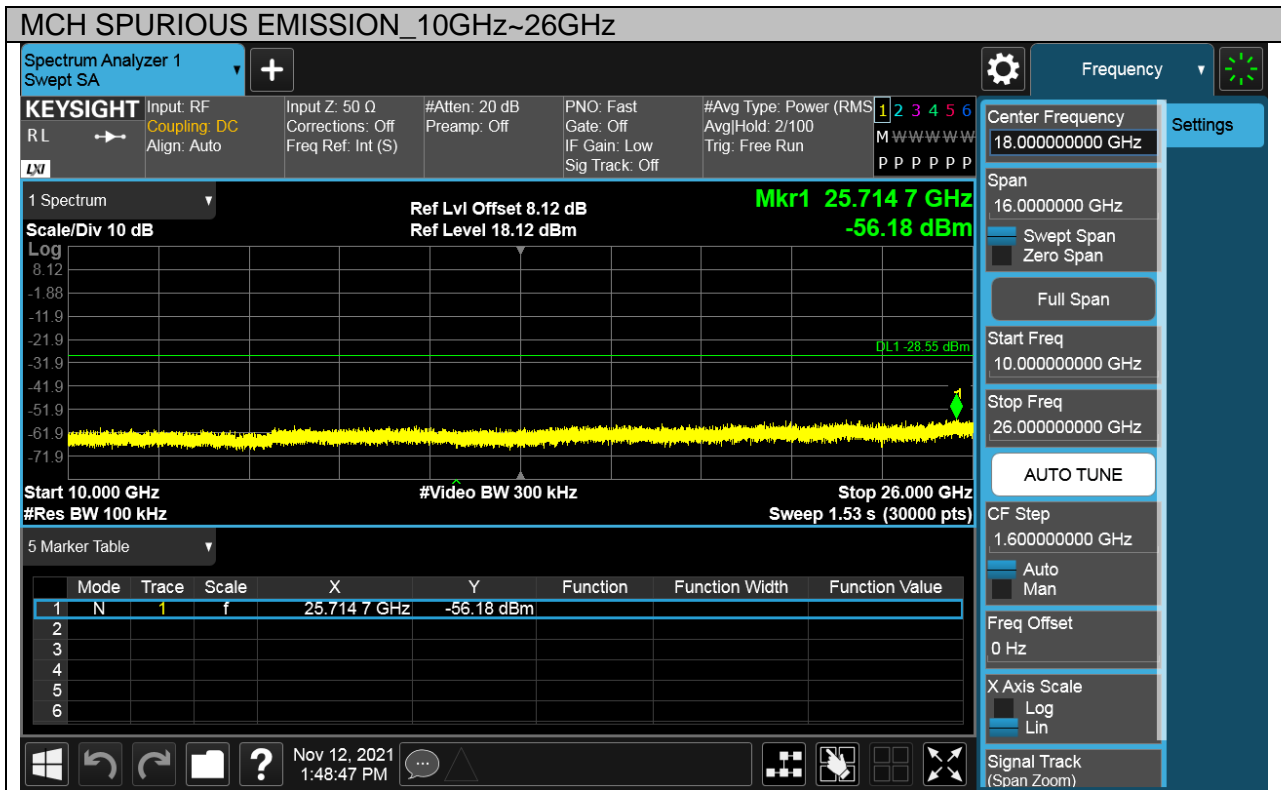 MCH SPURIOUS EMISSION_10GHz~26GHz
Spectrum Analyzer 1
Swept SA
+
Frequency
KEYSIGHT
RL
LXI
Input: RF
Coupling: DC
Align: Auto
Input Z: 50 Ω
Corrections: Off
Freq Ref: Int (S)
#Atten: 20 dB
Preamp: Off
PNO: Fast
Gate: Off
IF Gain: Low
Sig Track: Off
#Avg Type: Power (RMS
Avg|Hold: 2/100
Trig: Free Run
1 2 3 4 5 6
M W W W W W
P P P P P P
1 Spectrum
Scale/Div 10 dB
Ref Lvl Offset 8.12 dB
Ref Level 18.12 dBm
Mkr1 25.714 7 GHz
-56.18 dBm
Log
8.12
-1.88
-11.9
-21.9
-31.9
-41.9
-51.9
-61.9
-71.9
DL1 -28.55 dBm
1
Start 10.000 GHz
#Video BW 300 kHz
Stop 26.000 GHz
#Res BW 100 kHz
Sweep 1.53 s (30000 pts)
5 Marker Table
Mode Trace Scale X Y Function Function Width Function Value
1 N 1 f 25.714 7 GHz -56.18 dBm
2
3
4
5
6
Nov 12, 2021
1:48:47 PM
?
Center Frequency
18.000000000 GHz
Settings
Span
16.0000000 GHz
Swept Span
Zero Span
Full Span
Start Freq
10.000000000 GHz
Stop Freq
26.000000000 GHz
AUTO TUNE
CF Step
1.600000000 GHz
Auto
Man
Freq Offset
0 Hz
X Axis Scale
Log
Lin
Signal Track
(Span Zoom)